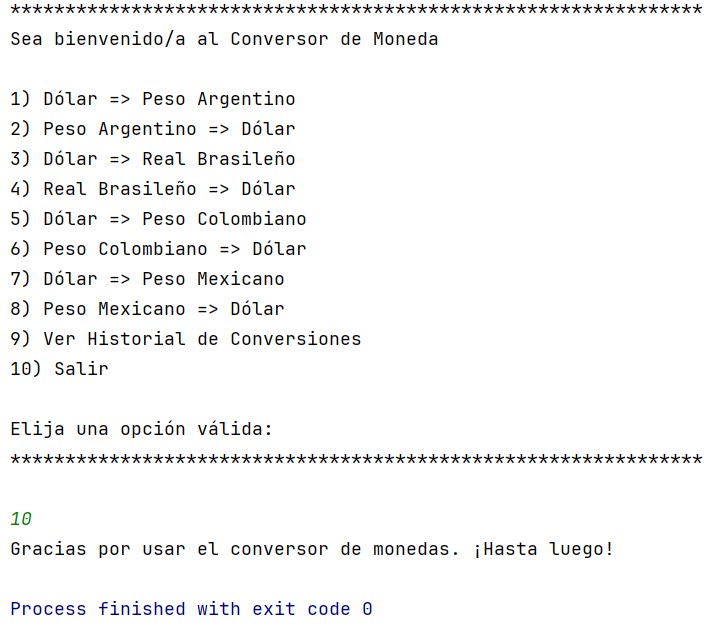 ***************************************************************
Sea bienvenido/a al Conversor de Moneda
1) Dólar => Peso Argentino
2) Peso Argentino => Dólar
3) Dólar => Real Brasileño
4) Real Brasileño => Dólar
5) Dólar => Peso Colombiano
6) Peso Colombiano => Dólar
7) Dólar => Peso Mexicano
8) Peso Mexicano => Dólar
9) Ver Historial de Conversiones
10) Salir
Elija una opción válida:
***************************************************************
10
Gracias por usar el conversor de monedas. ¡Hasta luego!
Process finished with exit code 0